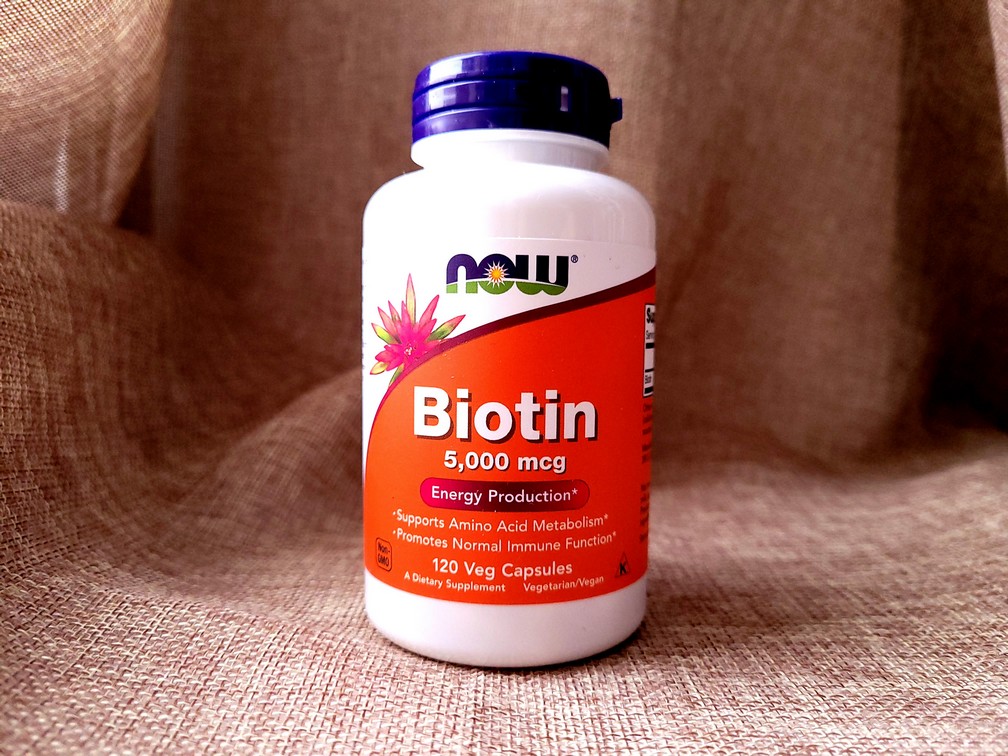 now®
Biotin
5,000 mcg
Energy Production*
Supports Amino Acid Metabolism*
Promotes Normal Immune Function*
Non-
GMO
120 Veg Capsules
K
A Dietary Supplement Vegetarian/Vegan